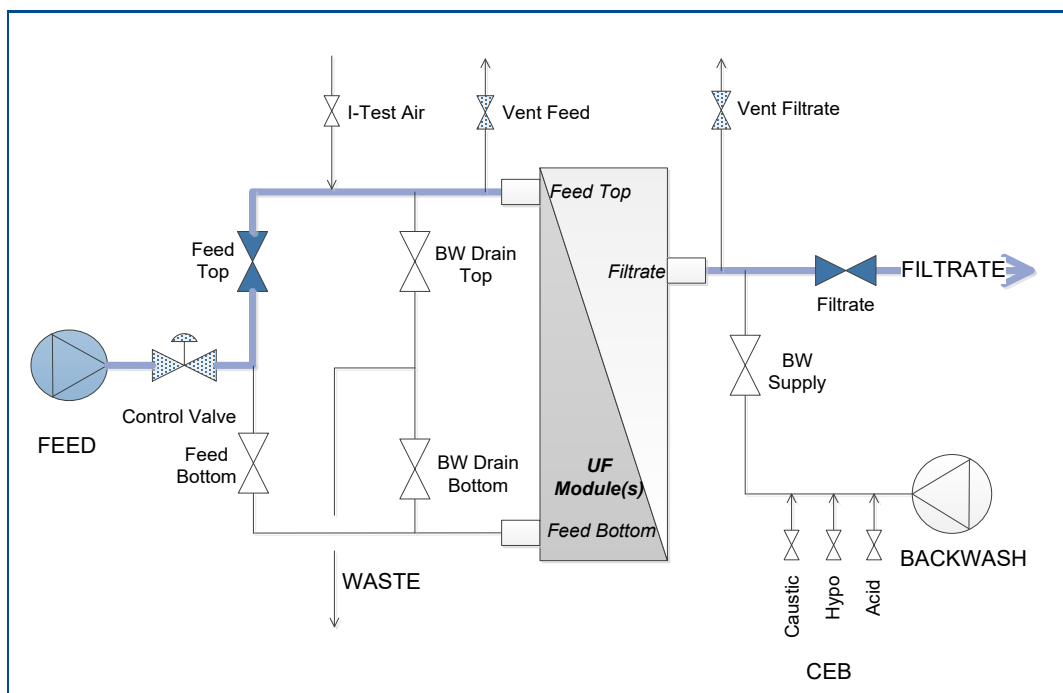 I-Test Air
Vent Feed
Vent Filtrate
Feed Top
Feed
Top
BW Drain
Top
Filtrate
FILTRATE
Filtrate
BW
Supply
Control Valve
FEED
Feed
Bottom
BW Drain
Bottom
UF
Module(s)
Feed Bottom
BACKWASH
WASTE
Caustic
Hypo
Acid
CEB